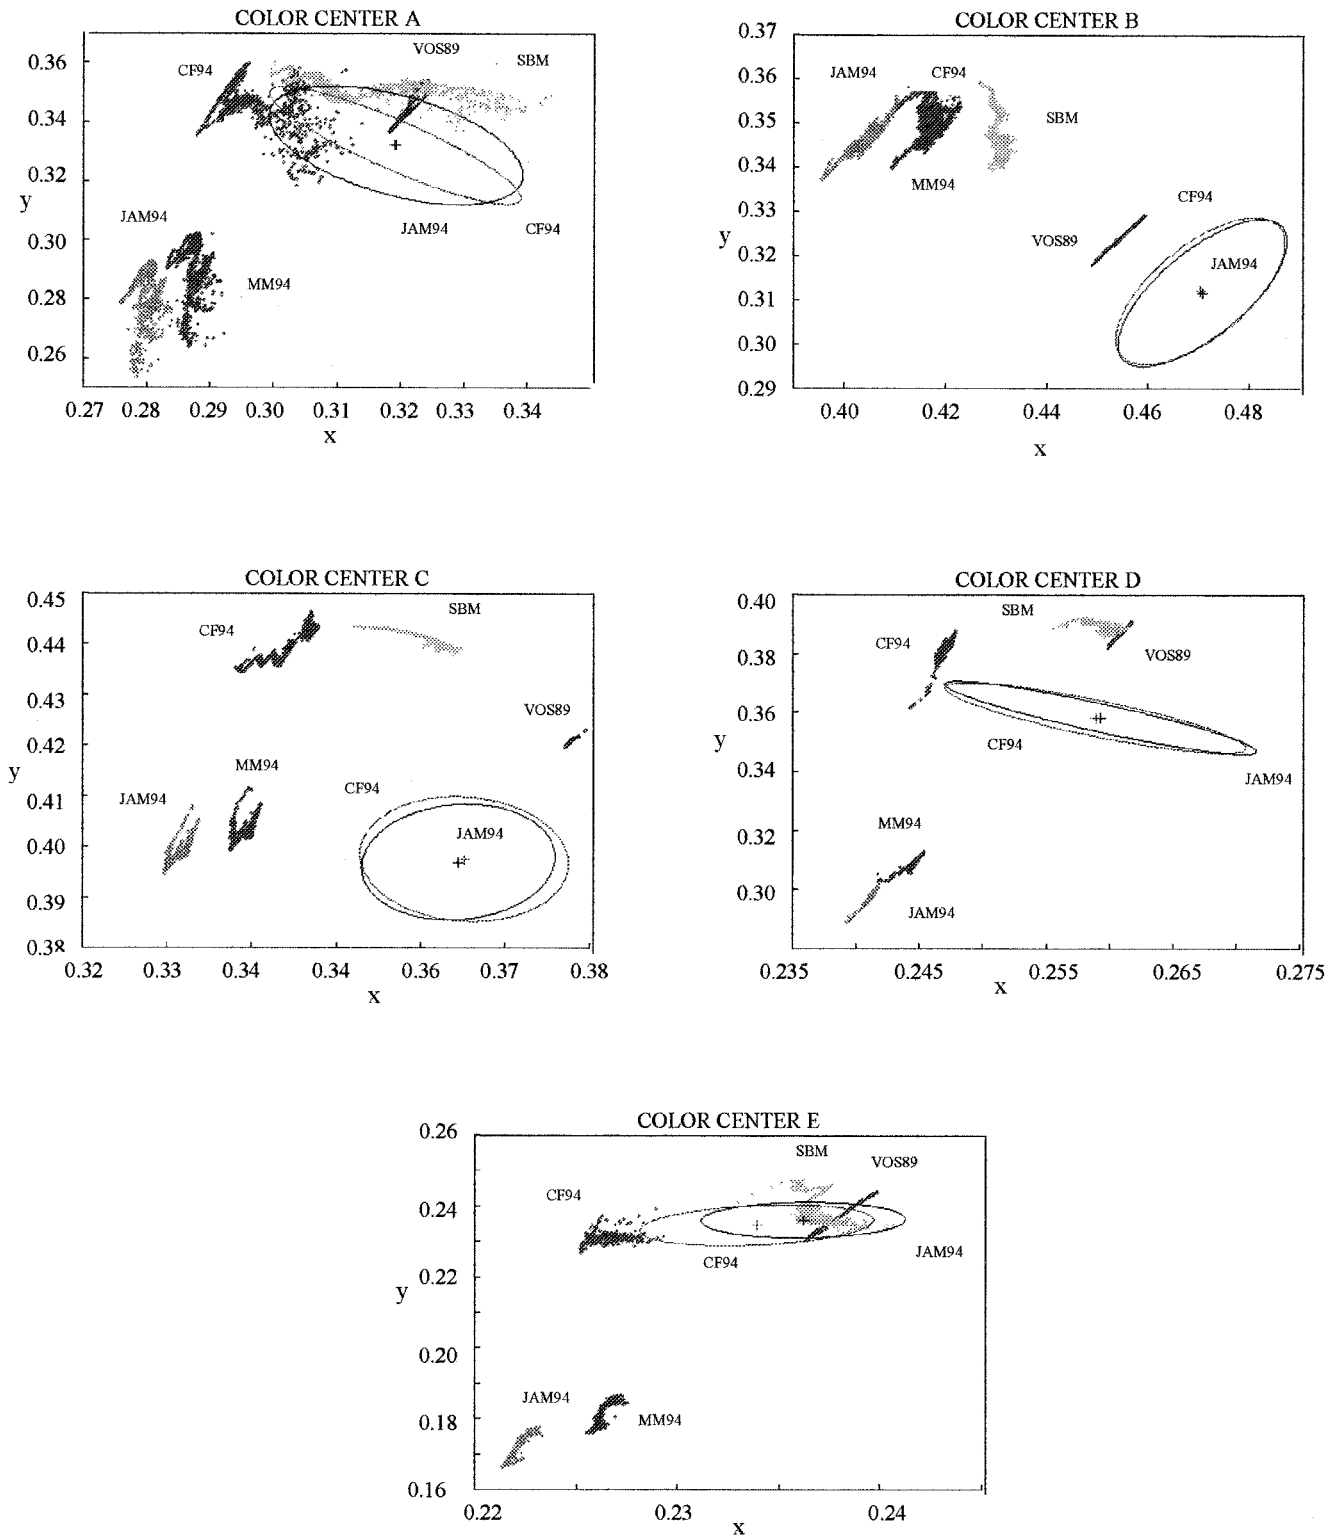 COLOR CENTER A
VOS89
SBM
CF94
0.36
0.34
0.32
y
JAM94
JAM94
CF94
0.30
MM94
0.28
0.26
0.27 0.28 0.29 0.30 0.31 0.32 0.33 0.34
x
COLOR CENTER B
0.37
JAM94 CF94
0.36
SBM
0.35
0.34
MM94
CF94
0.33
VOS89
y
0.32
JAM94
0.31
0.30
0.29
0.40 0.42 0.44 0.46 0.48
x
COLOR CENTER C
0.45
SBM
CF94
0.44
0.43
VOS89
0.42
y
MM94
CF94
JAM94
0.41
JAM94
0.40
0.39
0.38
0.32 0.33 0.34 0.34 0.36 0.37 0.38
x
COLOR CENTER D
0.40
SBM
CF94
VOS89
0.38
0.36
y
CF94
0.34
JAM94
MM94
0.32
0.30
JAM94
0.235 0.245 0.255 0.265 0.275
x
COLOR CENTER E
0.26
SBM
VOS89
CF94
0.24
JAM94
CF94
0.22
y
0.20
JAM94
MM94
0.18
0.16
0.22 0.23 0.24
x